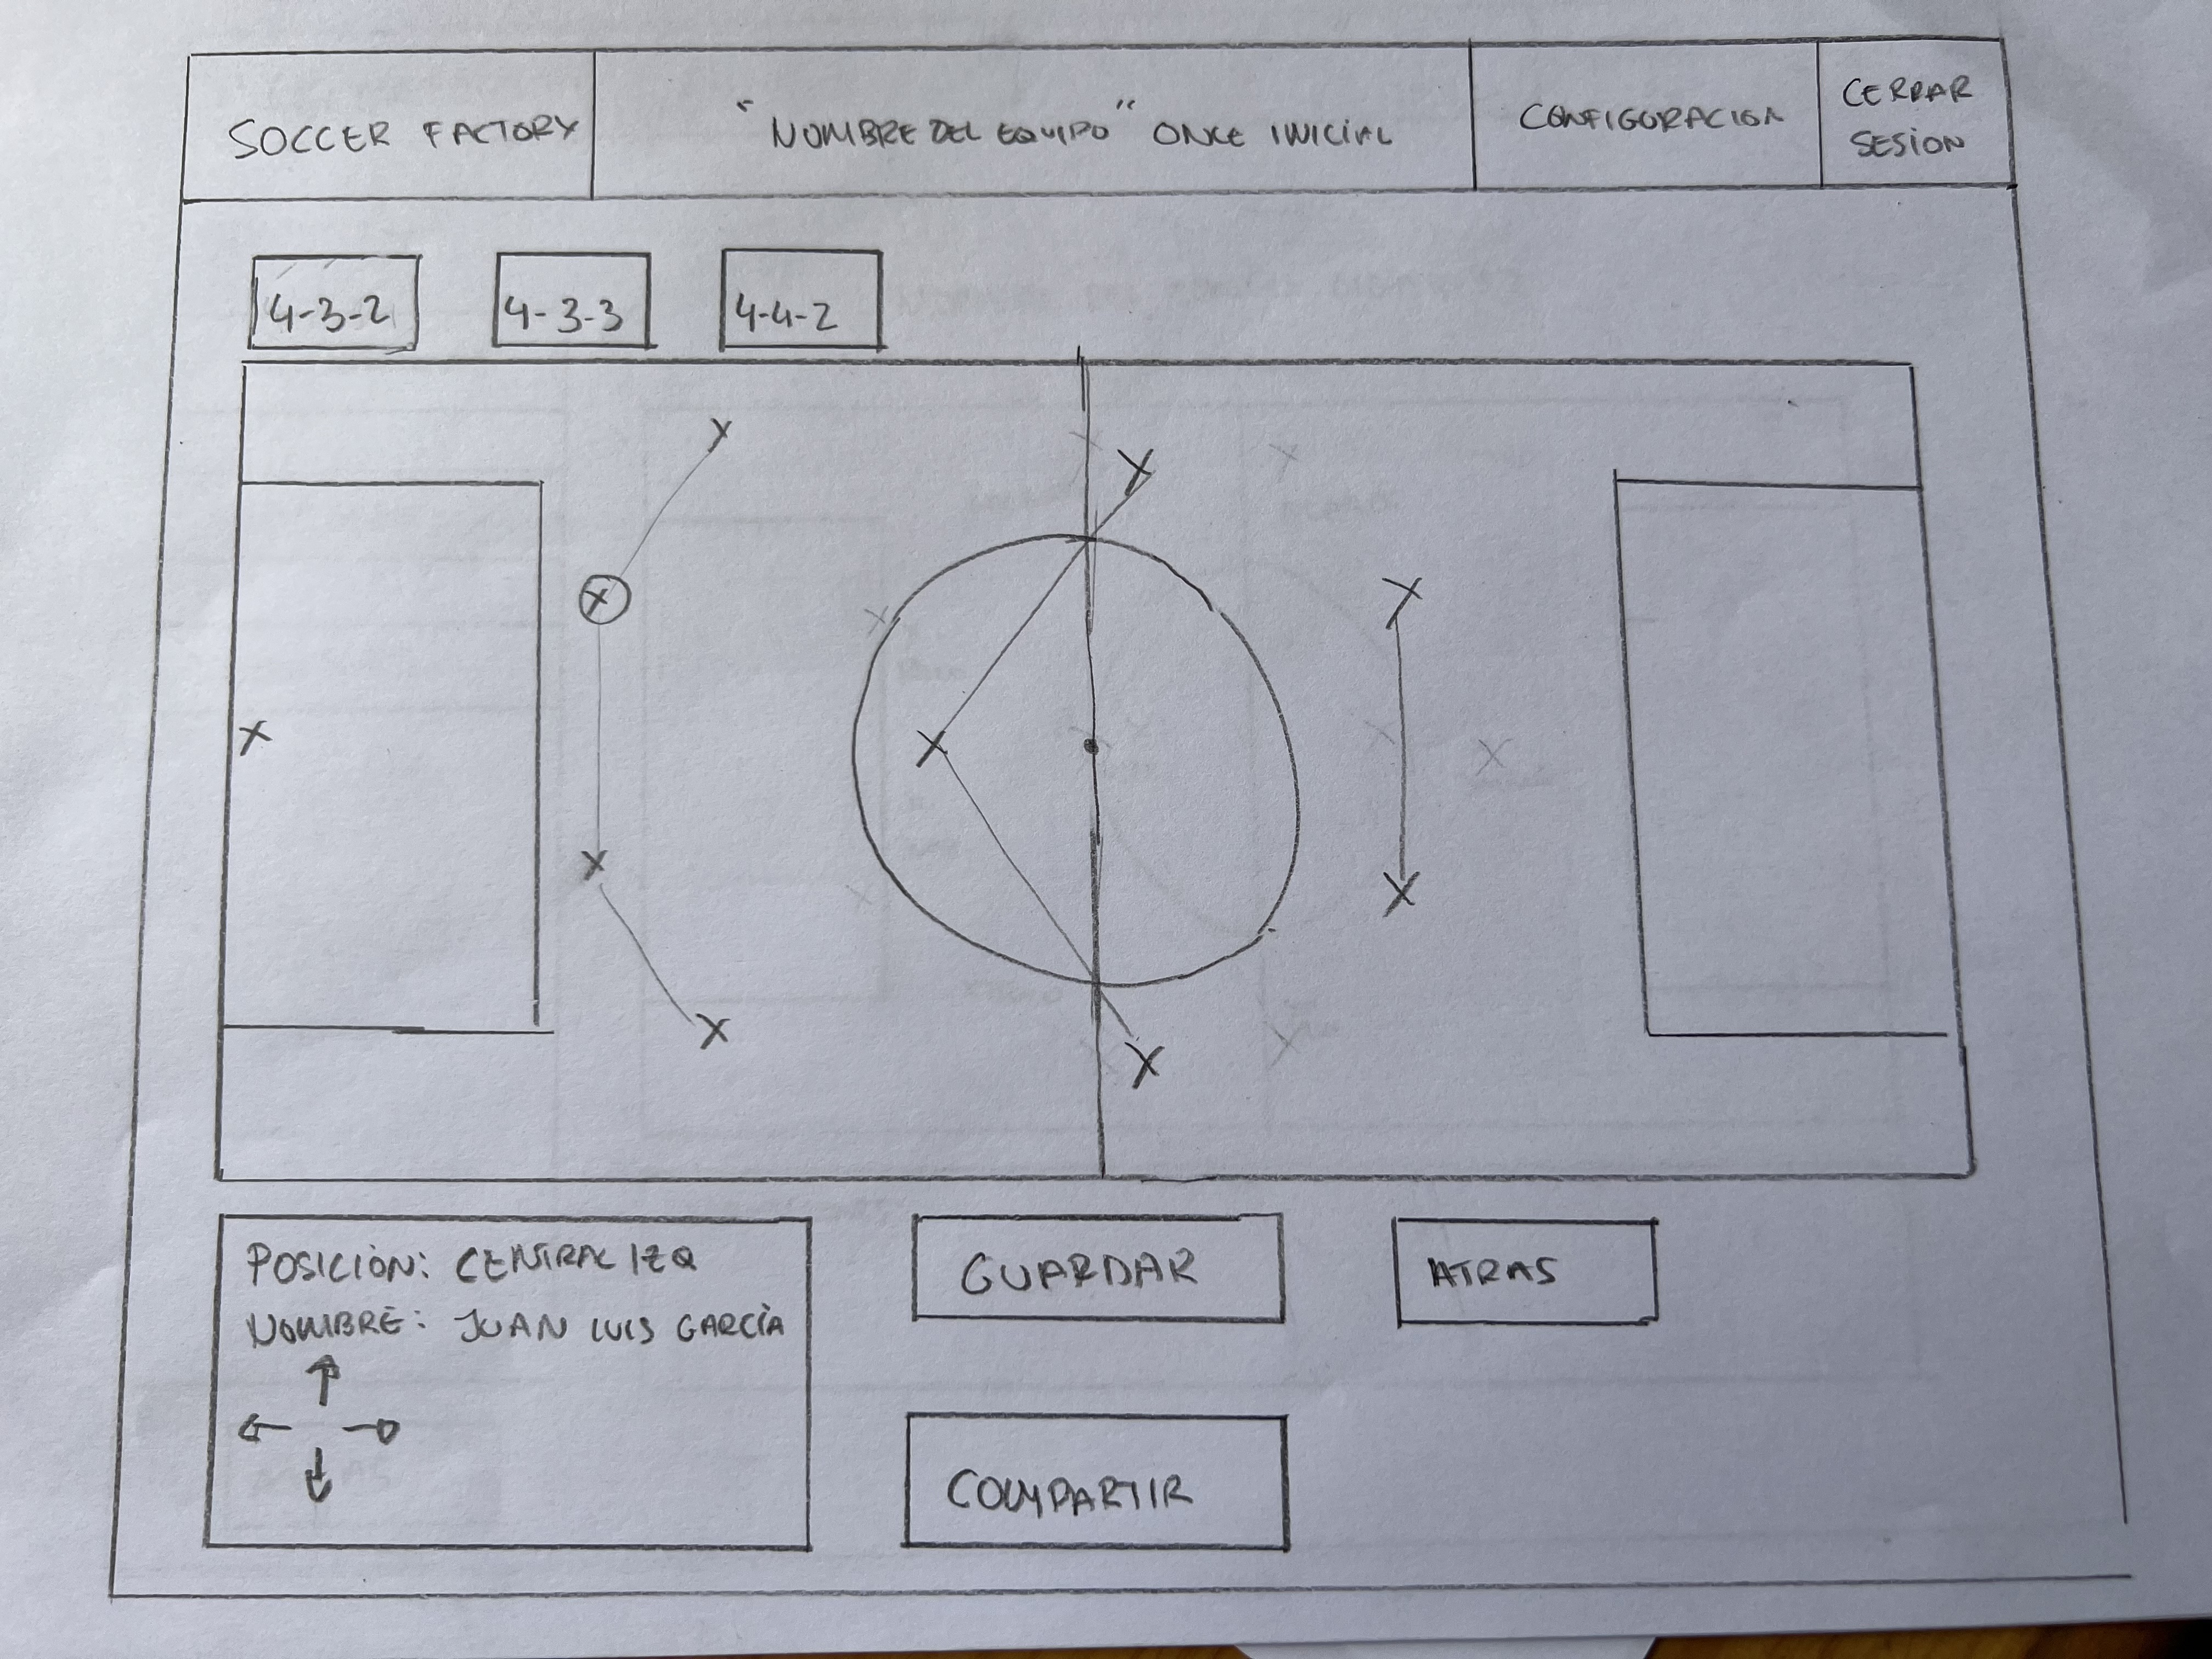 SOCCER FACTORY
"NOMBRE DEL EQUIPO" ONCE INICIAL
CONFIGURACION
CERRAR
SESION
4-3-2
4-3-3
4-4-2
POSICIÓN: CENTRAL IZQ
NOMBRE: JUAN LUIS GARCÍA
GUARDAR
ATRAS
COMPARTIR